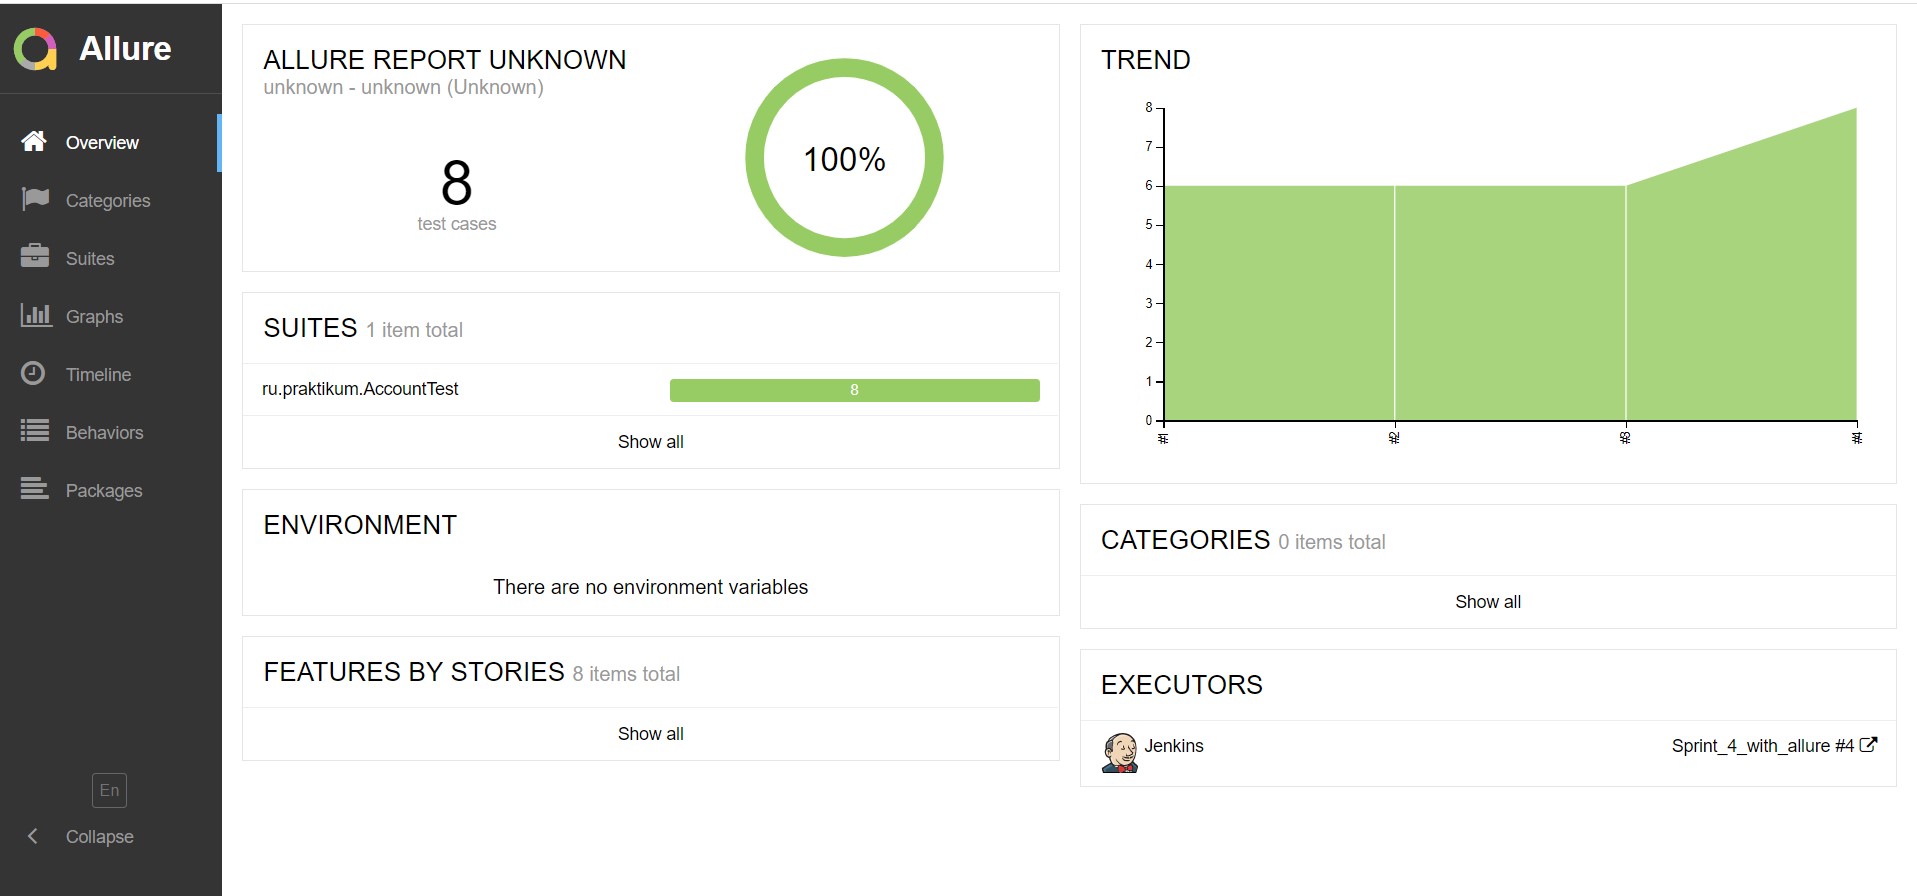 Allure
Overview
Categories
Suites
Graphs
Timeline
Behaviors
Packages
En
Collapse
ALLURE REPORT UNKNOWN
unknown - unknown (Unknown)
8
test cases
100%
SUITES 1 item total
ru.praktikum.AccountTest 8
Show all
ENVIRONMENT
There are no environment variables
FEATURES BY STORIES 8 items total
Show all
TREND
8
7
6
5
4
3
2
1
0
#1 #2 #3 #4
CATEGORIES 0 items total
Show all
EXECUTORS
Jenkins Sprint_4_with_allure #4